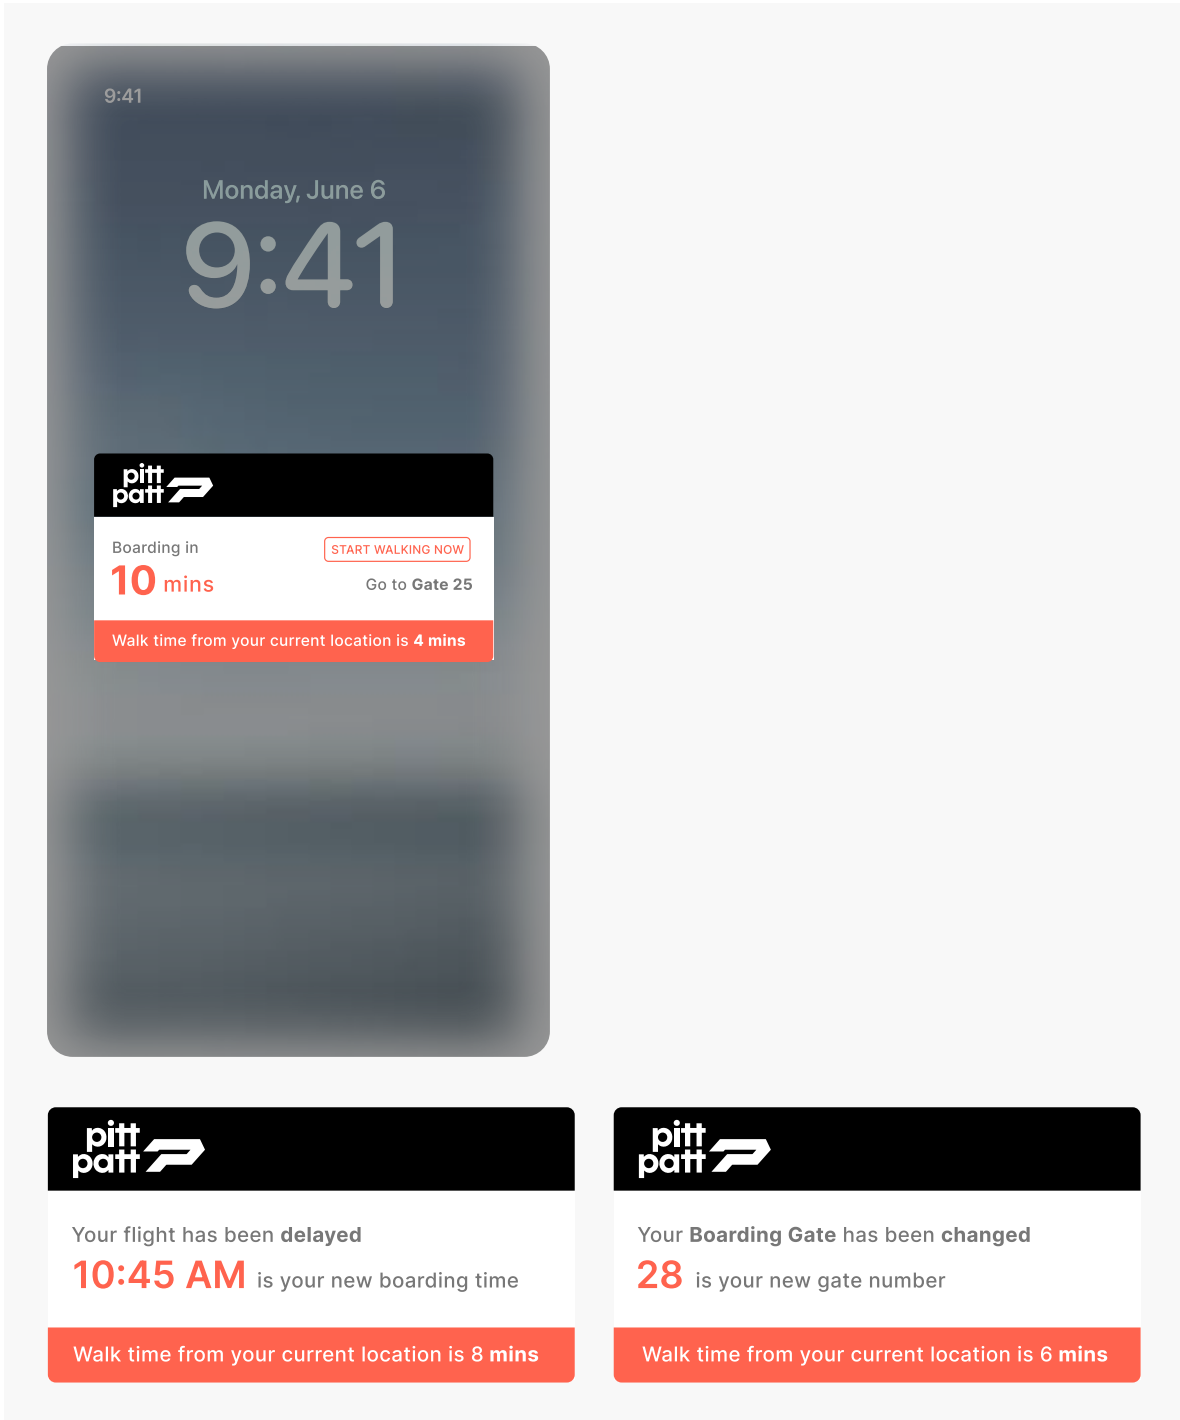 9:41
Monday, June 6
9:41
pitt
patt
Boarding in
10 mins
START WALKING NOW
Go to Gate 25
Walk time from your current location is 4 mins
pitt
patt
Your flight has been delayed
10:45 AM is your new boarding time
Walk time from your current location is 8 mins
pitt
patt
Your Boarding Gate has been changed
28 is your new gate number
Walk time from your current location is 6 mins